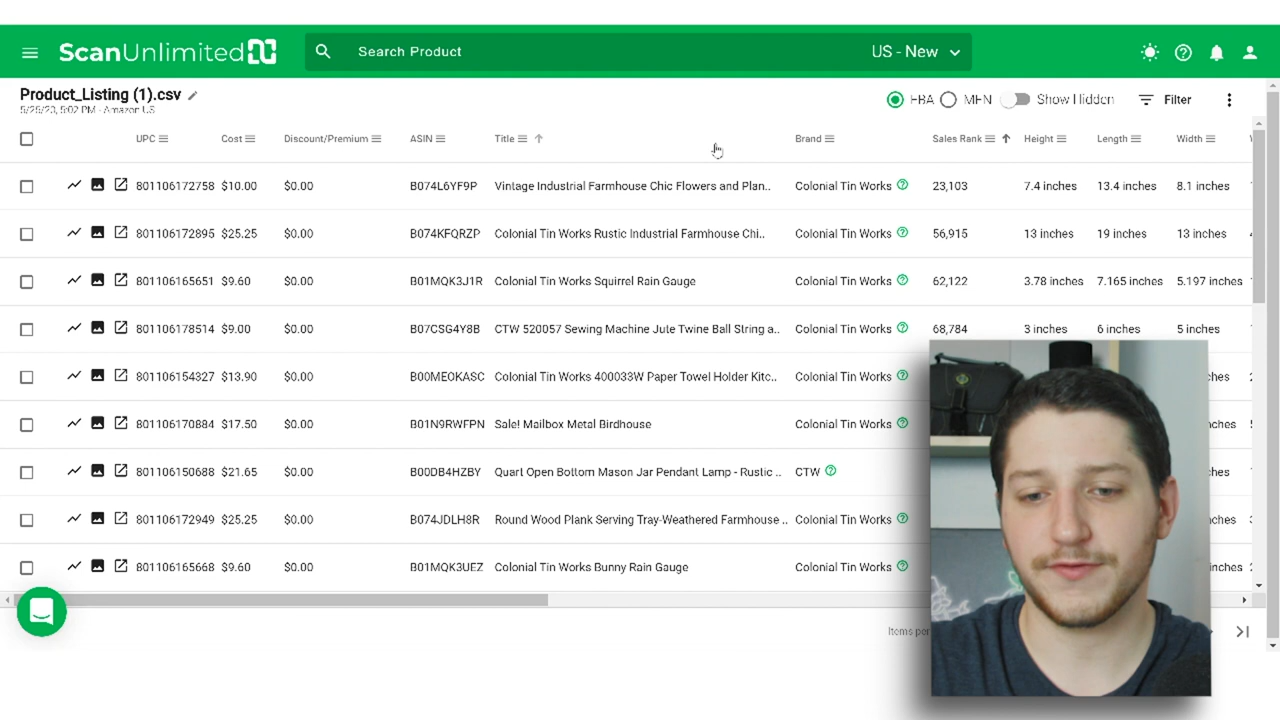 ScanUnlimited Search Product US - New
Product_Listing (1).csv FBA MFN Show Hidden Filter
5/25/23, 5:02 PM - Amazon US
UPC Cost Discount/Premium ASIN Title Brand Sales Rank Height Length Width
801106172758 $10.00 $0.00 B074L6YF9P Vintage Industrial Farmhouse Chic Flowers and Plan.. Colonial Tin Works 23,103 7.4 inches 13.4 inches 8.1 inches
801106172895 $25.25 $0.00 B074KFQRZP Colonial Tin Works Rustic Industrial Farmhouse Chi.. Colonial Tin Works 56,915 13 inches 19 inches 13 inches
801106165651 $9.60 $0.00 B01MQK3J1R Colonial Tin Works Squirrel Rain Gauge Colonial Tin Works 62,122 3.78 inches 7.165 inches 5.197 inches
801106178514 $9.00 $0.00 B07CSG4Y8B CTW 520057 Sewing Machine Jute Twine Ball String a.. Colonial Tin Works 68,784 3 inches 6 inches 5 inches
801106154327 $13.90 $0.00 B00MEOKASC Colonial Tin Works 400033W Paper Towel Holder Kitc.. Colonial Tin Works
801106170884 $17.50 $0.00 B01N9RWFPN Sale! Mailbox Metal Birdhouse Colonial Tin Works
801106150688 $21.65 $0.00 B00DB4HZBY Quart Open Bottom Mason Jar Pendant Lamp - Rustic .. CTW
801106172949 $25.25 $0.00 B074JDLH8R Round Wood Plank Serving Tray-Weathered Farmhouse .. Colonial Tin Works
801106165668 $9.60 $0.00 B01MQK3UEZ Colonial Tin Works Bunny Rain Gauge Colonial Tin Works
Items